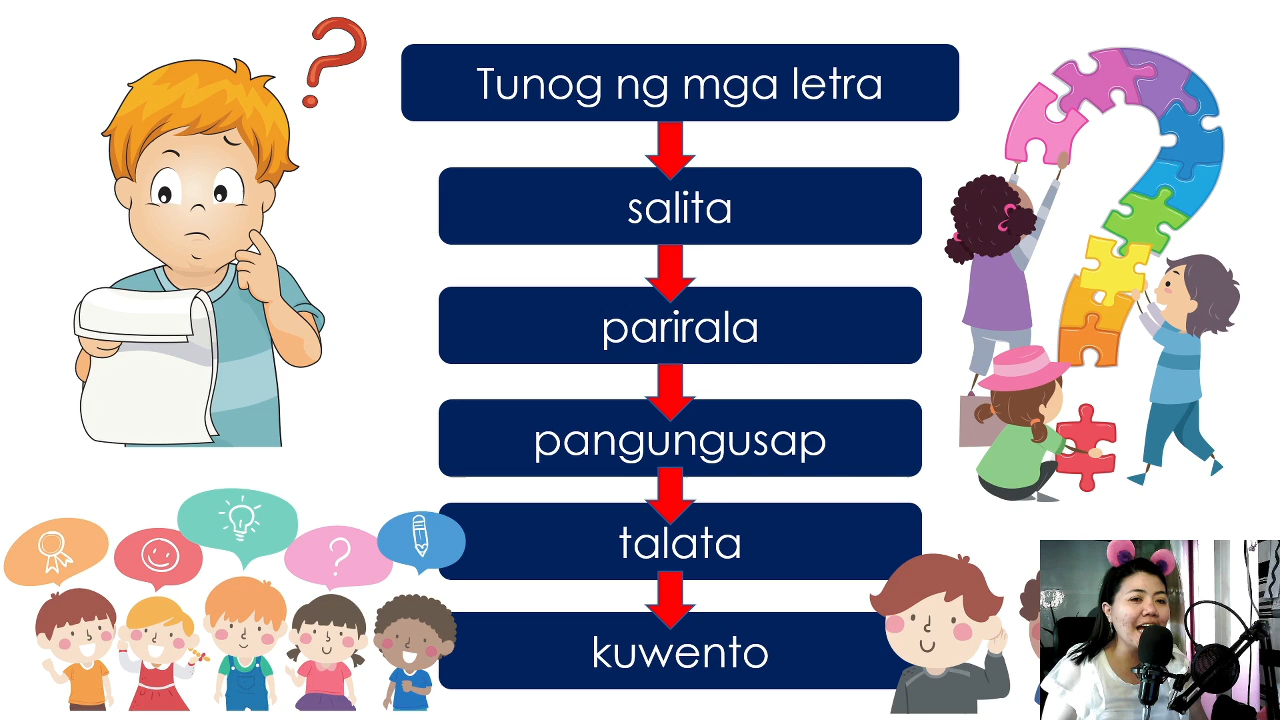 Tunog ng mga letra
salita
parirala
pangungusap
talata
kuwento